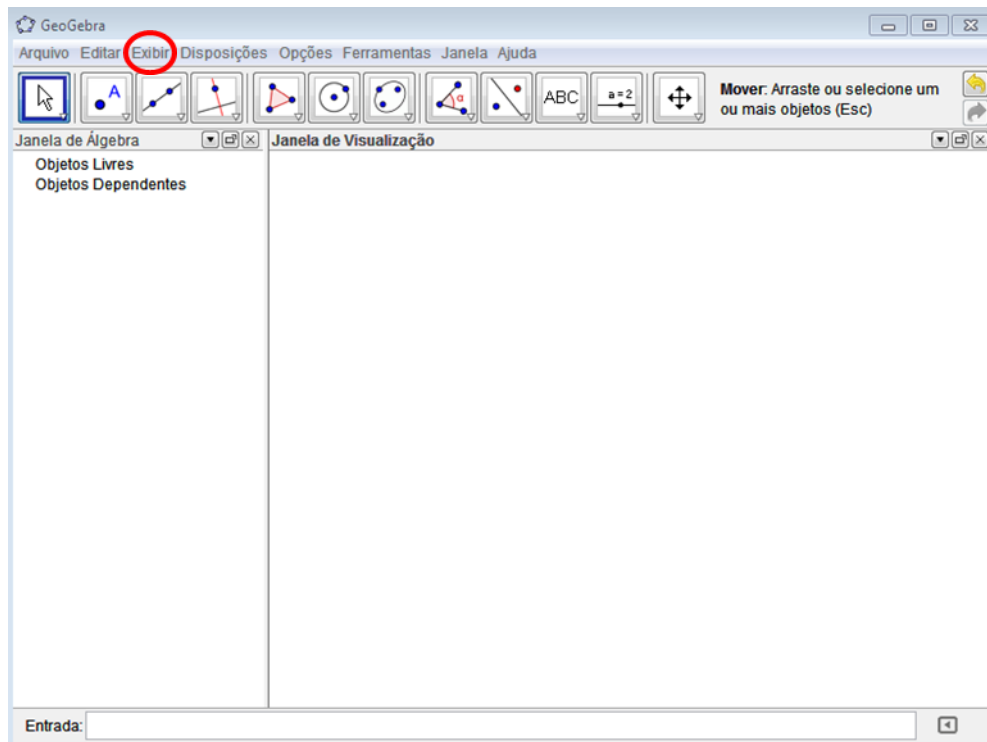 GeoGebra
Arquivo Editar Exibir Disposições Opções Ferramentas Janela Ajuda
A
α
ABC
a=2
Mover: Arraste ou selecione um
ou mais objetos (Esc)
Janela de Álgebra
Janela de Visualização
Objetos Livres
Objetos Dependentes
Entrada: